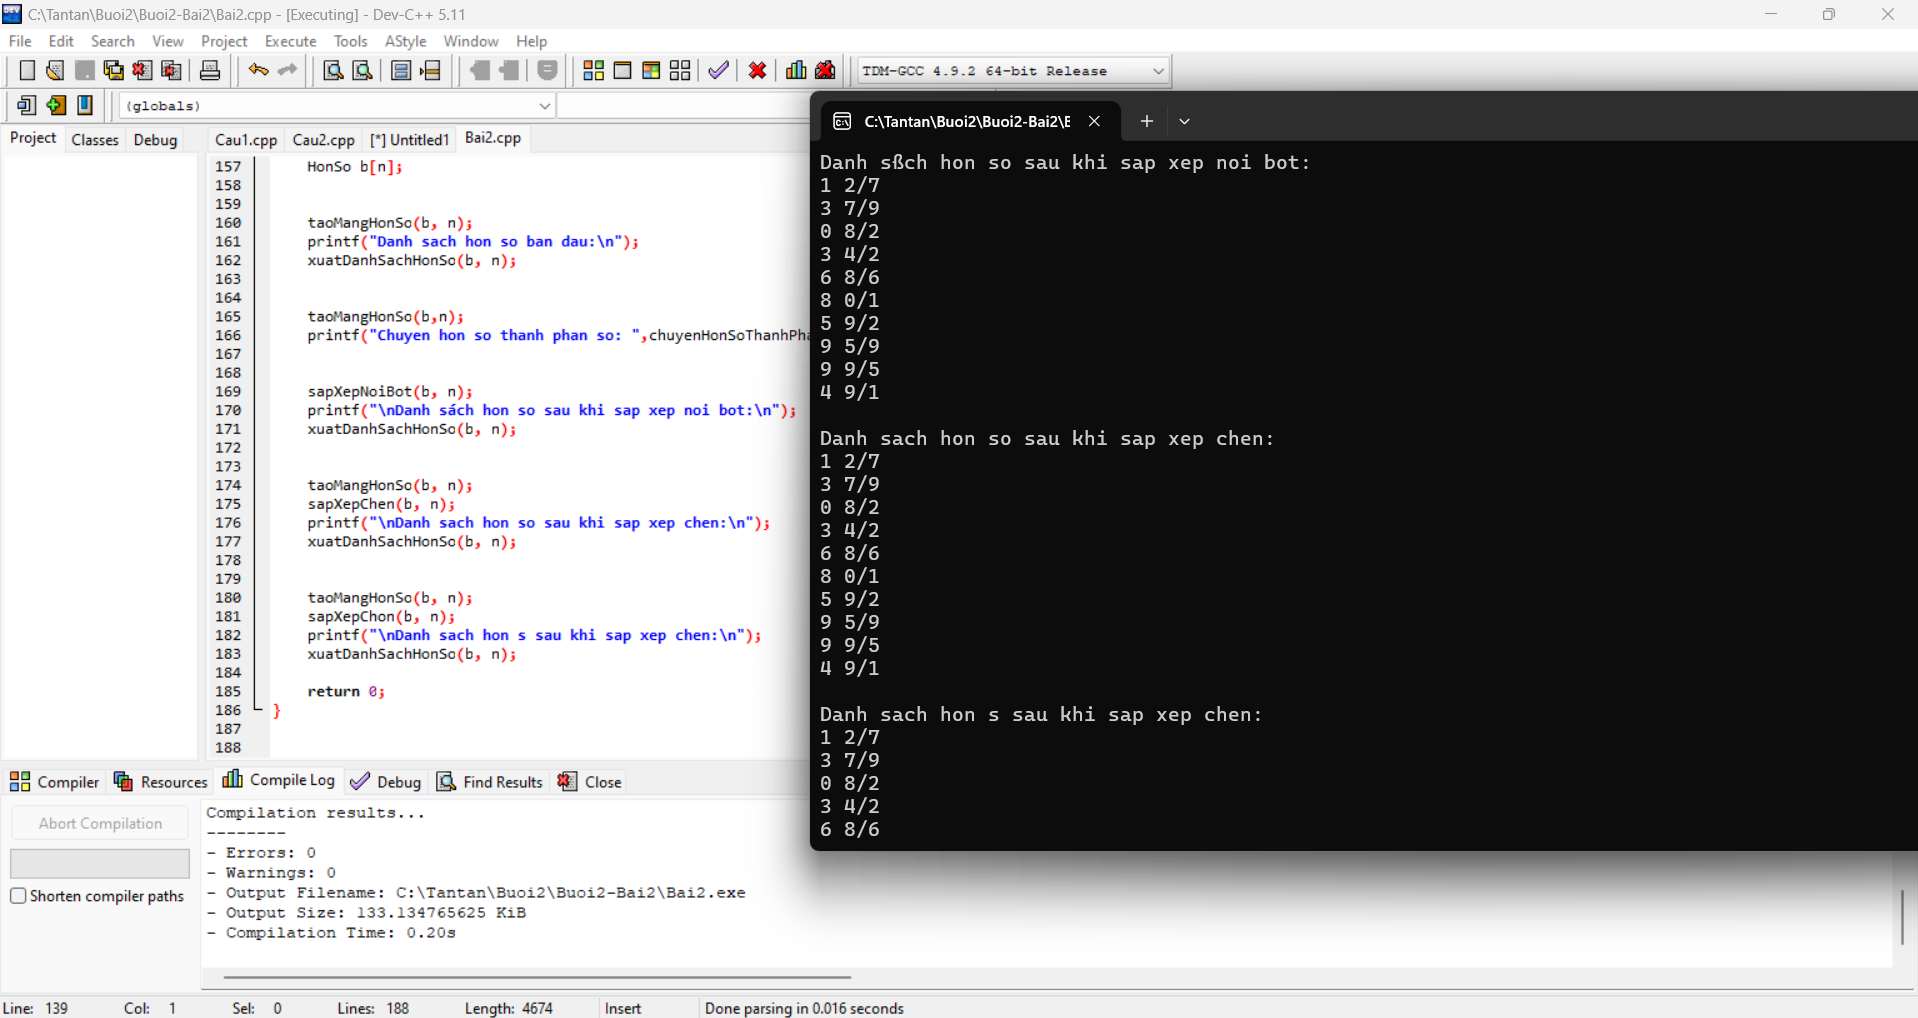 C:\Tantan\Buoi2\Buoi2-Bai2\Bai2.cpp - [Executing] - Dev-C++ 5.11
File Edit Search View Project Execute Tools AStyle Window Help
TDM-GCC 4.9.2 64-bit Release
(globals)
Project Classes Debug
Cau1.cpp Cau2.cpp [*] Untitled1 Bai2.cpp
157 HonSo b[n];
158
159
160 taoMangHonSo(b, n);
161 printf("Danh sach hon so ban dau:\n");
162 xuatDanhSachHonSo(b, n);
163
164
165 taoMangHonSo(b,n);
166 printf("Chuyen hon so thanh phan so: ",chuyenHonSoThanhPha
167
168
169 sapXepNoiBot(b, n);
170 printf("\nDanh sách hon so sau khi sap xep noi bot:\n");
171 xuatDanhSachHonSo(b, n);
172
173
174 taoMangHonSo(b, n);
175 sapXepChen(b, n);
176 printf("\nDanh sach hon so sau khi sap xep chen:\n");
177 xuatDanhSachHonSo(b, n);
178
179
180 taoMangHonSo(b, n);
181 sapXepChon(b, n);
182 printf("\nDanh sach hon s sau khi sap xep chen:\n");
183 xuatDanhSachHonSo(b, n);
184
185 return 0;
186 }
187
188
C:\Tantan\Buoi2\Buoi2-Bai2\E
Danh sßch hon so sau khi sap xep noi bot:
1 2/7
3 7/9
0 8/2
3 4/2
6 8/6
8 0/1
5 9/2
9 5/9
9 9/5
4 9/1
Danh sach hon so sau khi sap xep chen:
1 2/7
3 7/9
0 8/2
3 4/2
6 8/6
8 0/1
5 9/2
9 5/9
9 9/5
4 9/1
Danh sach hon s sau khi sap xep chen:
1 2/7
3 7/9
0 8/2
3 4/2
6 8/6
Compiler Resources Compile Log Debug Find Results Close
Abort Compilation
Shorten compiler paths
Compilation results...
--------
- Errors: 0
- Warnings: 0
- Output Filename: C:\Tantan\Buoi2\Buoi2-Bai2\Bai2.exe
- Output Size: 133.134765625 KiB
- Compilation Time: 0.20s
Line: 139 Col: 1 Sel: 0 Lines: 188 Length: 4674 Insert Done parsing in 0.016 seconds